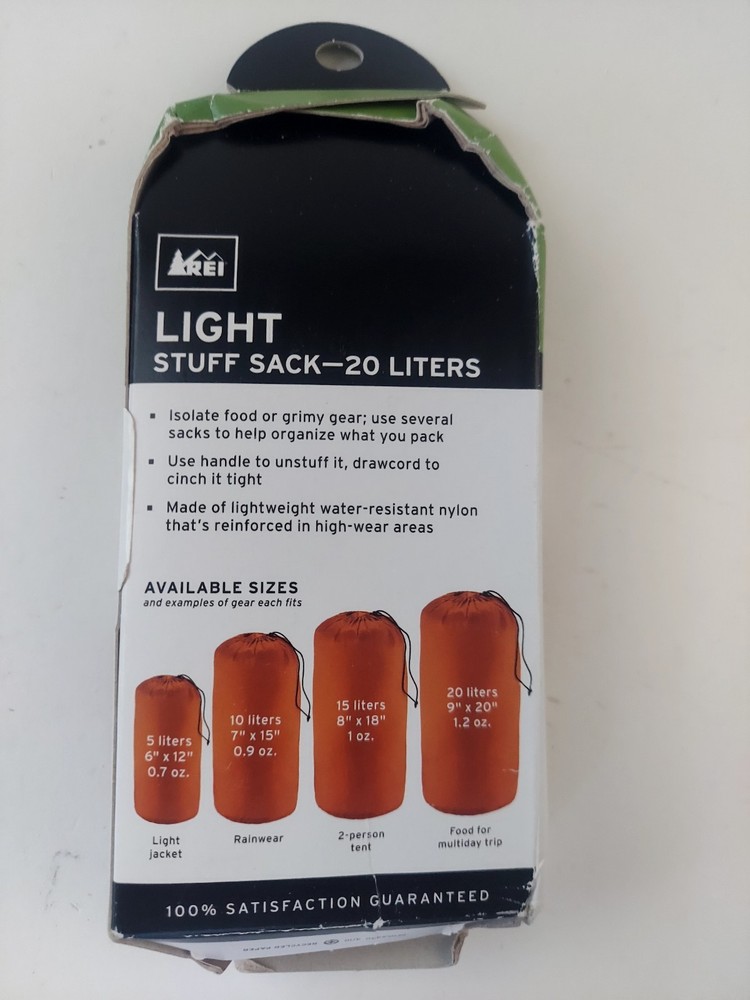 REI
LIGHT
STUFF SACK—20 LITERS
▪ Isolate food or grimy gear; use several
sacks to help organize what you pack
▪ Use handle to unstuff it, drawcord to
cinch it tight
▪ Made of lightweight water-resistant nylon
that's reinforced in high-wear areas
AVAILABLE SIZES
and examples of gear each fits
5 liters
6" x 12"
0.7 oz.
Light
jacket
10 liters
7" x 15"
0.9 oz.
Rainwear
15 liters
8" x 18"
1 oz.
2-person
tent
20 liters
9" x 20"
1.2 oz.
Food for
multiday trip
100% SATISFACTION GUARANTEED
RECYCLED PAPER